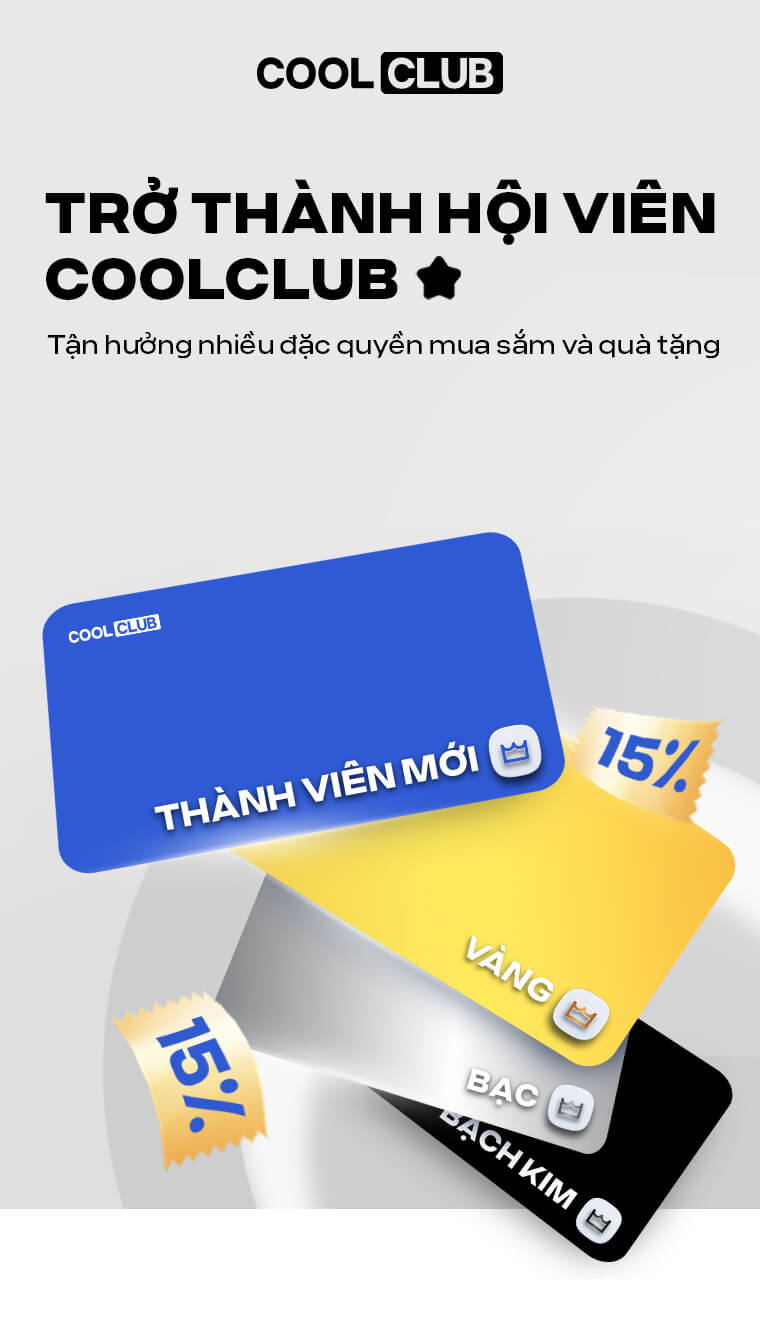 COOL CLUB
TRỞ THÀNH HỘI VIÊN
COOLCLUB
Tận hưởng nhiều đặc quyền mua sắm và quà tặng
COOL CLUB
THÀNH VIÊN MỚI
15%
VÀNG
15%
BẠC
BẠCH KIM